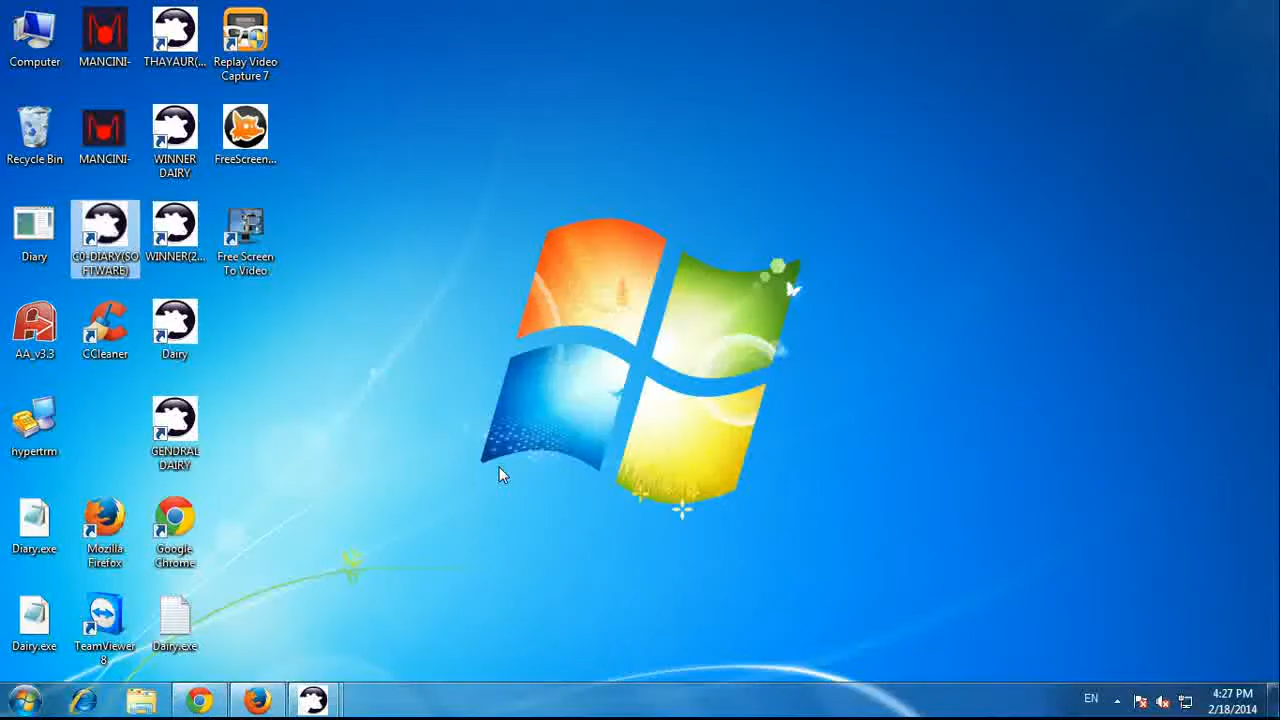 Computer
MANCINI-
THAYAUR(...
Replay Video
Capture 7
Recycle Bin
MANCINI-
WINNER
DAIRY
FreeScreen...
Diary
C0-DIARY(SO
FTWARE)
WINNER(2...
Free Screen
To Video
AA_v3.3
CCleaner
Dairy
hypertrm
GENDRAL
DAIRY
Diary.exe
Mozilla
Firefox
Google
Chrome
Dairy.exe
TeamViewer
8
Dairy.exe
EN
4:27 PM
2/18/2014